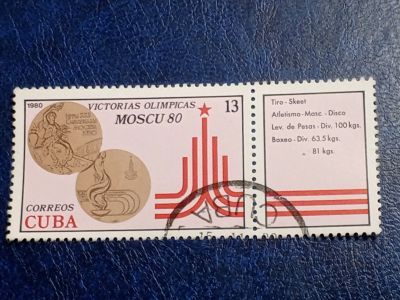 1980
VICTORIAS OLIMPICAS
13
MOSCU 80
CORREOS
CUBA
Tiro - Skeet
Atletismo - Masc. - Disco
Lev. de Pesas - Div. 100 kgs.
Boxeo - Div. 63.5 kgs.
" 81 kgs.
CUBA